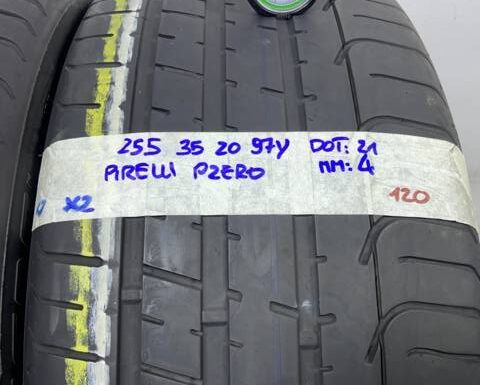 255 35 20 97Y DOT: 21
PIRELLI PZERO MM: 4
X2 120